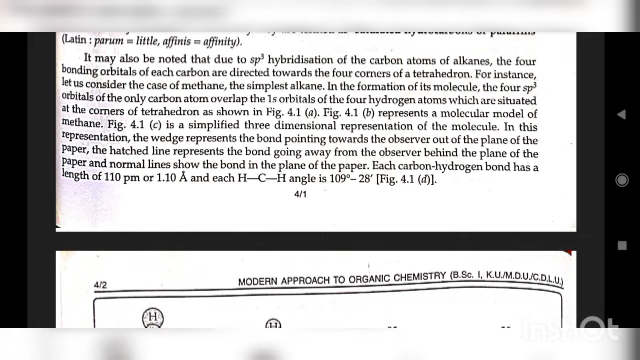 (Latin : parum = little, affinis = affinity).
It may also be noted that due to sp³ hybridisation of the carbon atoms of alkanes, the four
bonding orbitals of each carbon are directed towards the four corners of a tetrahedron. For instance,
let us consider the case of methane, the simplest alkane. In the formation of its molecule, the four sp³
orbitals of the only carbon atom overlap the 1s orbitals of the four hydrogen atoms which are situated
at the corners of tetrahedron as shown in Fig. 4.1 (a). Fig. 4.1 (b) represents a molecular model of
methane. Fig. 4.1 (c) is a simplified three dimensional representation of the molecule. In this
representation, the wedge represents the bond pointing towards the observer out of the plane of the
paper, the hatched line represents the bond going away from the observer behind the plane of the
paper and normal lines show the bond in the plane of the paper. Each carbon-hydrogen bond has a
length of 110 pm or 1.10 Å and each H—C—H angle is 109°– 28′ [Fig. 4.1 (d)].
4/1
4/2
MODERN APPROACH TO ORGANIC CHEMISTRY (B.Sc. I, K.U./M.D.U./C.D.L.U.)
H
H
InShOt